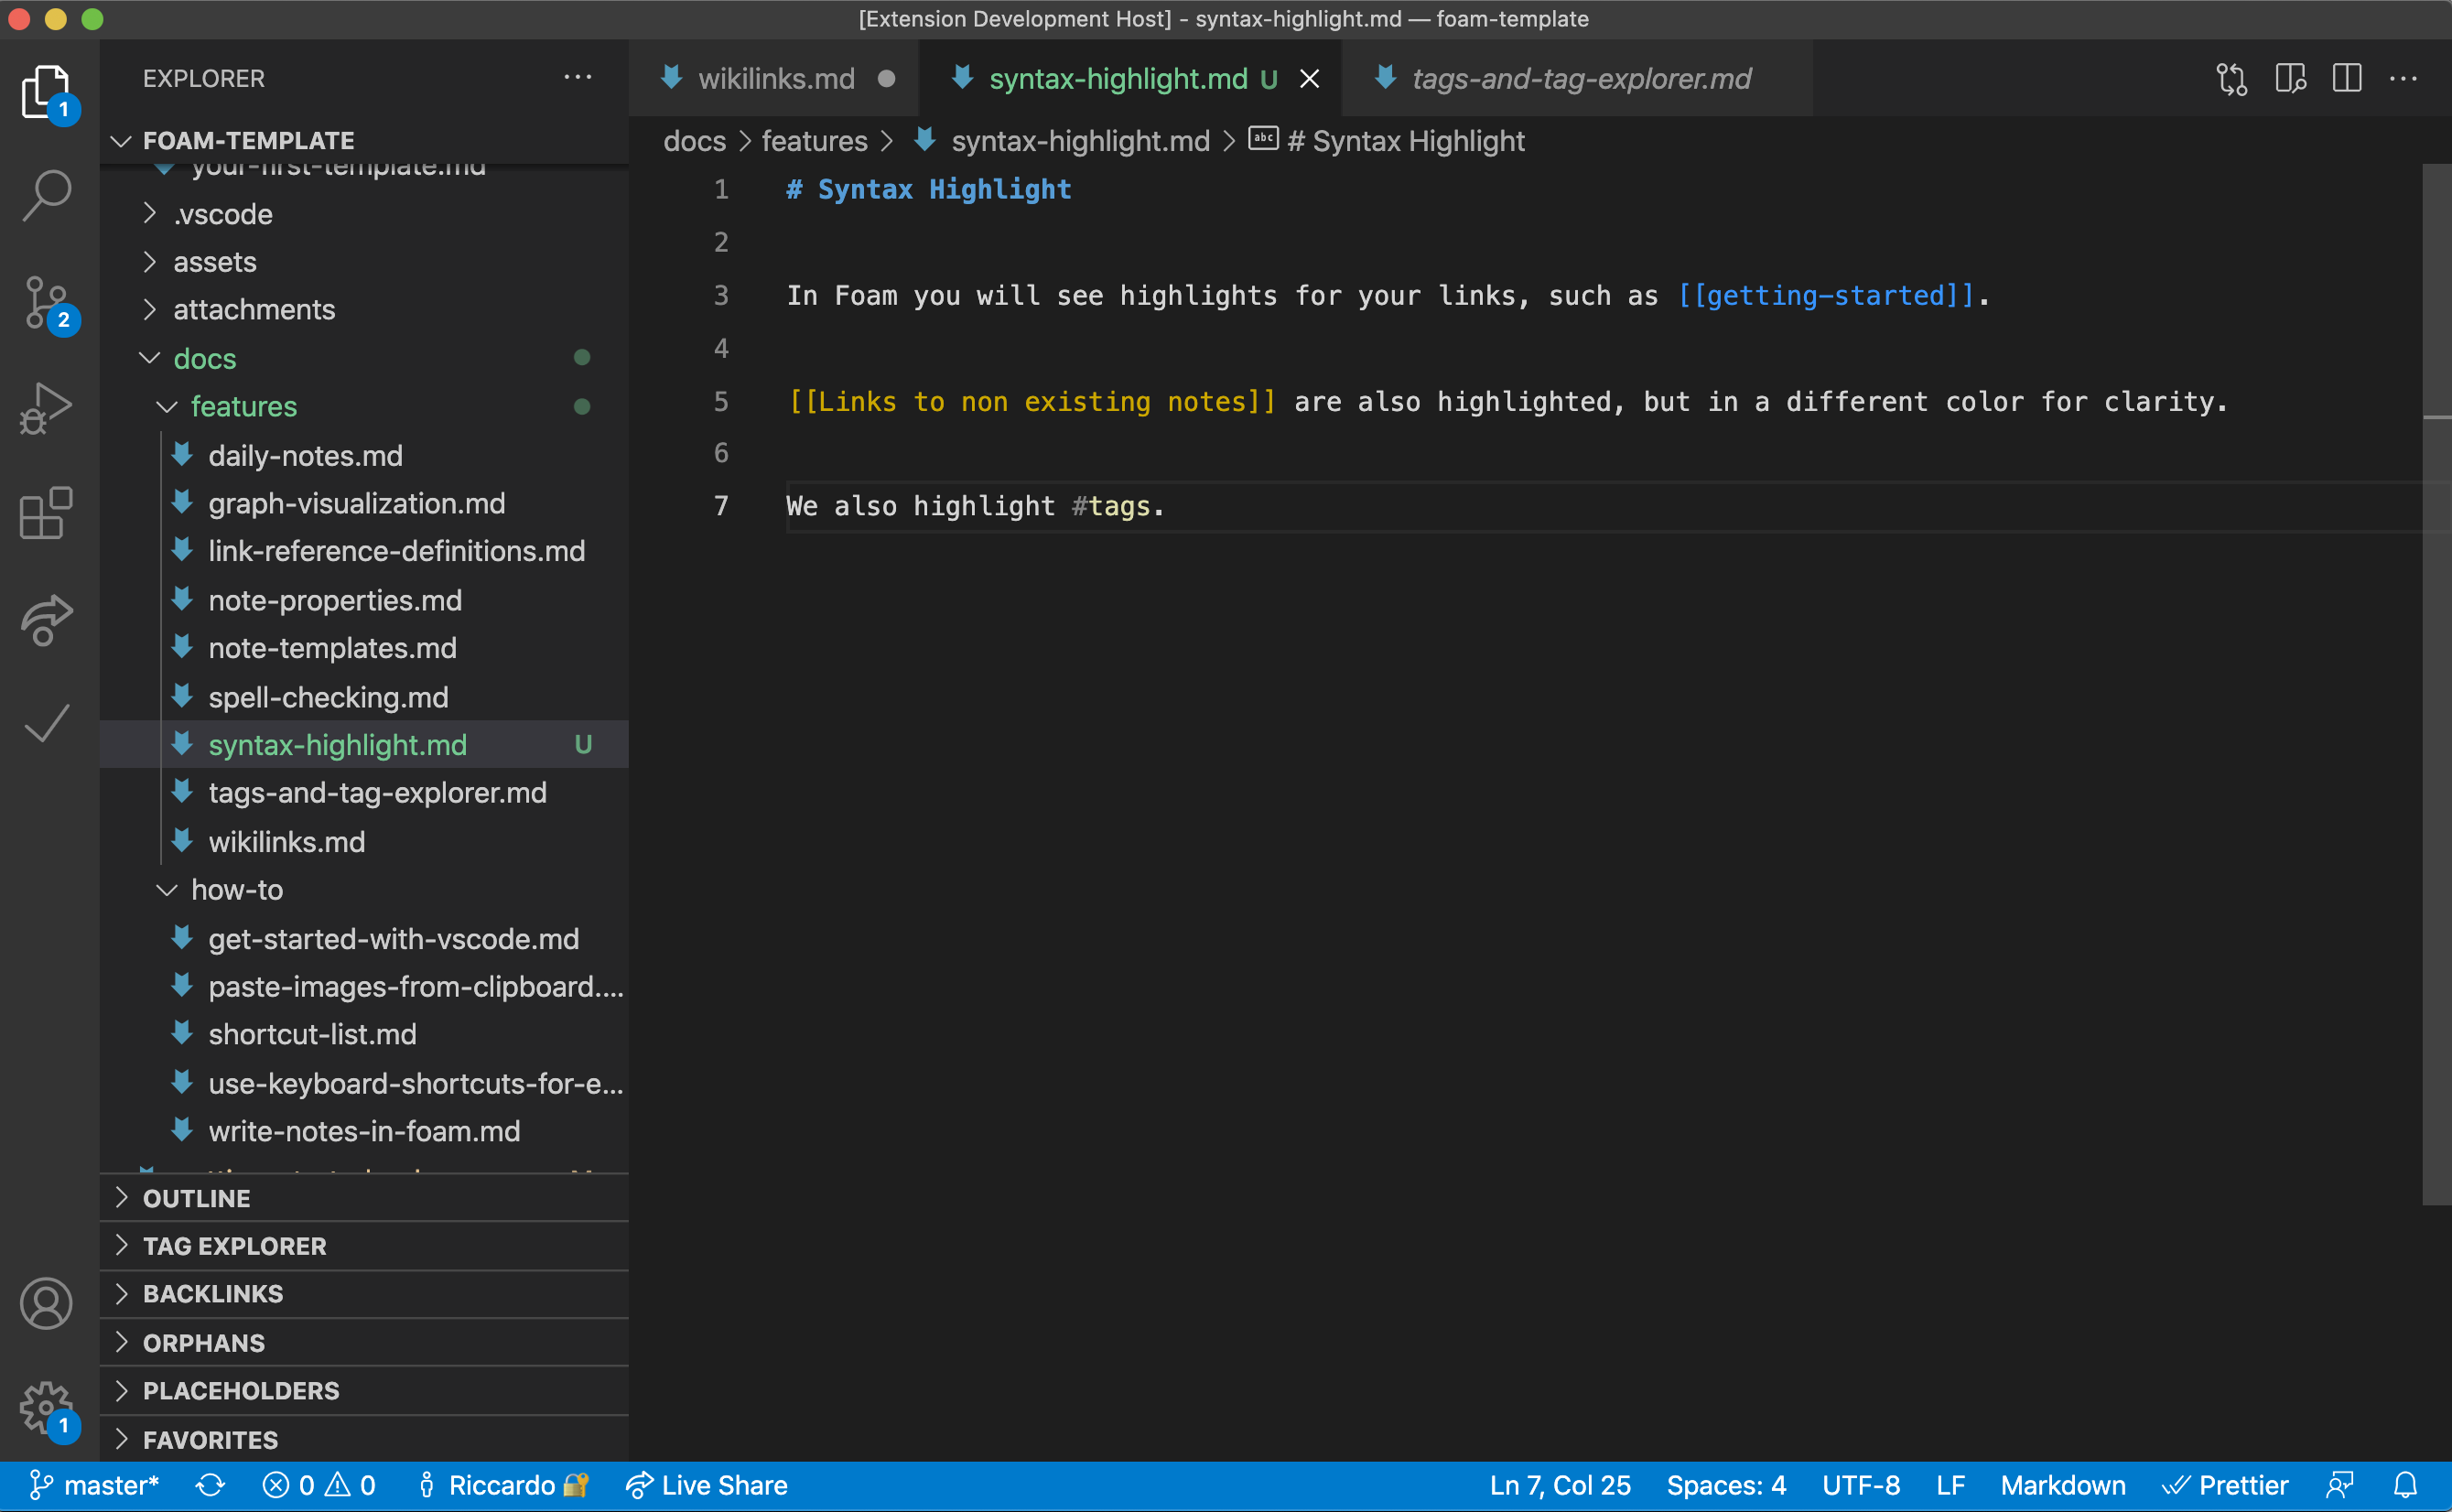 [Extension Development Host] - syntax-highlight.md — foam-template
EXPLORER
wikilinks.md
syntax-highlight.md U
tags-and-tag-explorer.md
FOAM-TEMPLATE
docs > features > syntax-highlight.md > # Syntax Highlight
your-first-template.md
.vscode
assets
attachments
docs
features
daily-notes.md
graph-visualization.md
link-reference-definitions.md
note-properties.md
note-templates.md
spell-checking.md
syntax-highlight.md U
tags-and-tag-explorer.md
wikilinks.md
how-to
get-started-with-vscode.md
paste-images-from-clipboard....
shortcut-list.md
use-keyboard-shortcuts-for-e...
write-notes-in-foam.md
OUTLINE
TAG EXPLORER
BACKLINKS
ORPHANS
PLACEHOLDERS
FAVORITES
1
2
1
1 # Syntax Highlight
2
3 In Foam you will see highlights for your links, such as [[getting-started]].
4
5 [[Links to non existing notes]] are also highlighted, but in a different color for clarity.
6
7 We also highlight #tags.
master* 0 0 Riccardo Live Share Ln 7, Col 25 Spaces: 4 UTF-8 LF Markdown Prettier